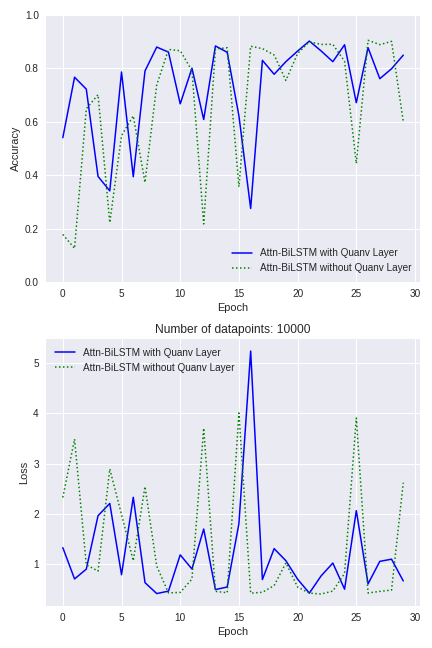 1.0
0.8
0.6
0.4
0.2
0.0
Accuracy
Attn-BiLSTM with Quanv Layer
Attn-BiLSTM without Quanv Layer
0 5 10 15 20 25 30
Epoch
Number of datapoints: 10000
Attn-BiLSTM with Quanv Layer
Attn-BiLSTM without Quanv Layer
5
4
3
2
1
Loss
0 5 10 15 20 25 30
Epoch